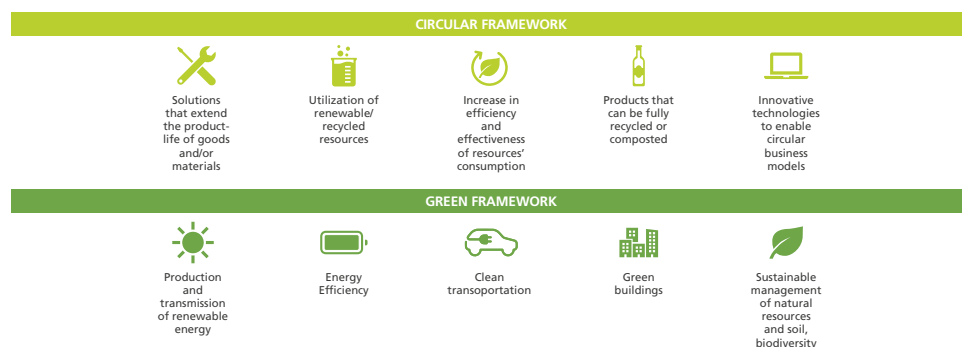 CIRCULAR FRAMEWORK
Solutions
that extend
the product-
life of goods
and/or
materials
Utilization of
renewable/
recycled
resources
Increase in
efficiency
and
effectiveness
of resources’
consumption
Products that
can be fully
recycled or
composted
Innovative
technologies
to enable
circular
business
models
GREEN FRAMEWORK
Production
and
transmission
of renewable
energy
Energy
Efficiency
Clean
transoportation
Green
buildings
Sustainable
management
of natural
resources
and soil,
biodiversity